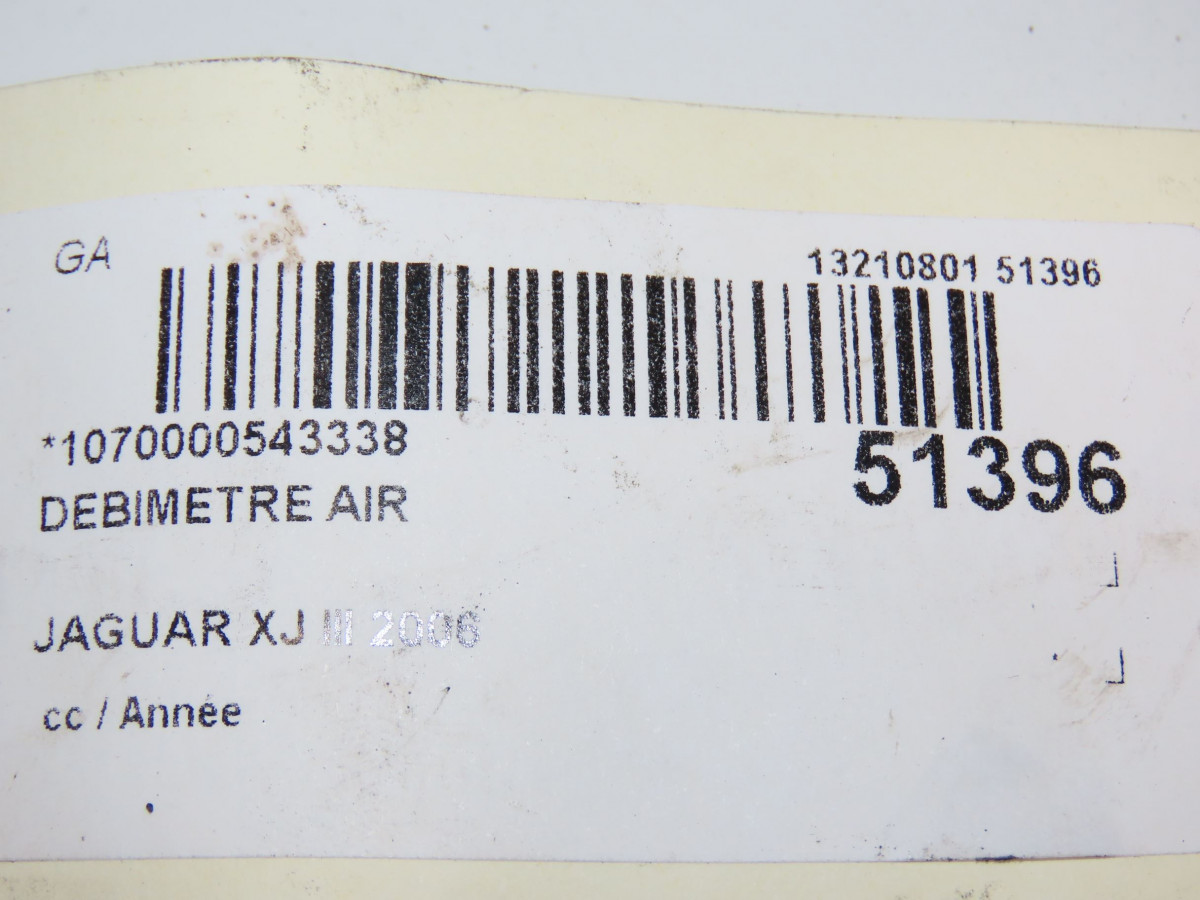 GA
13210801 51396
*1070000543338
51396
DEBIMETRE AIR
JAGUAR XJ III 2006
cc / Année